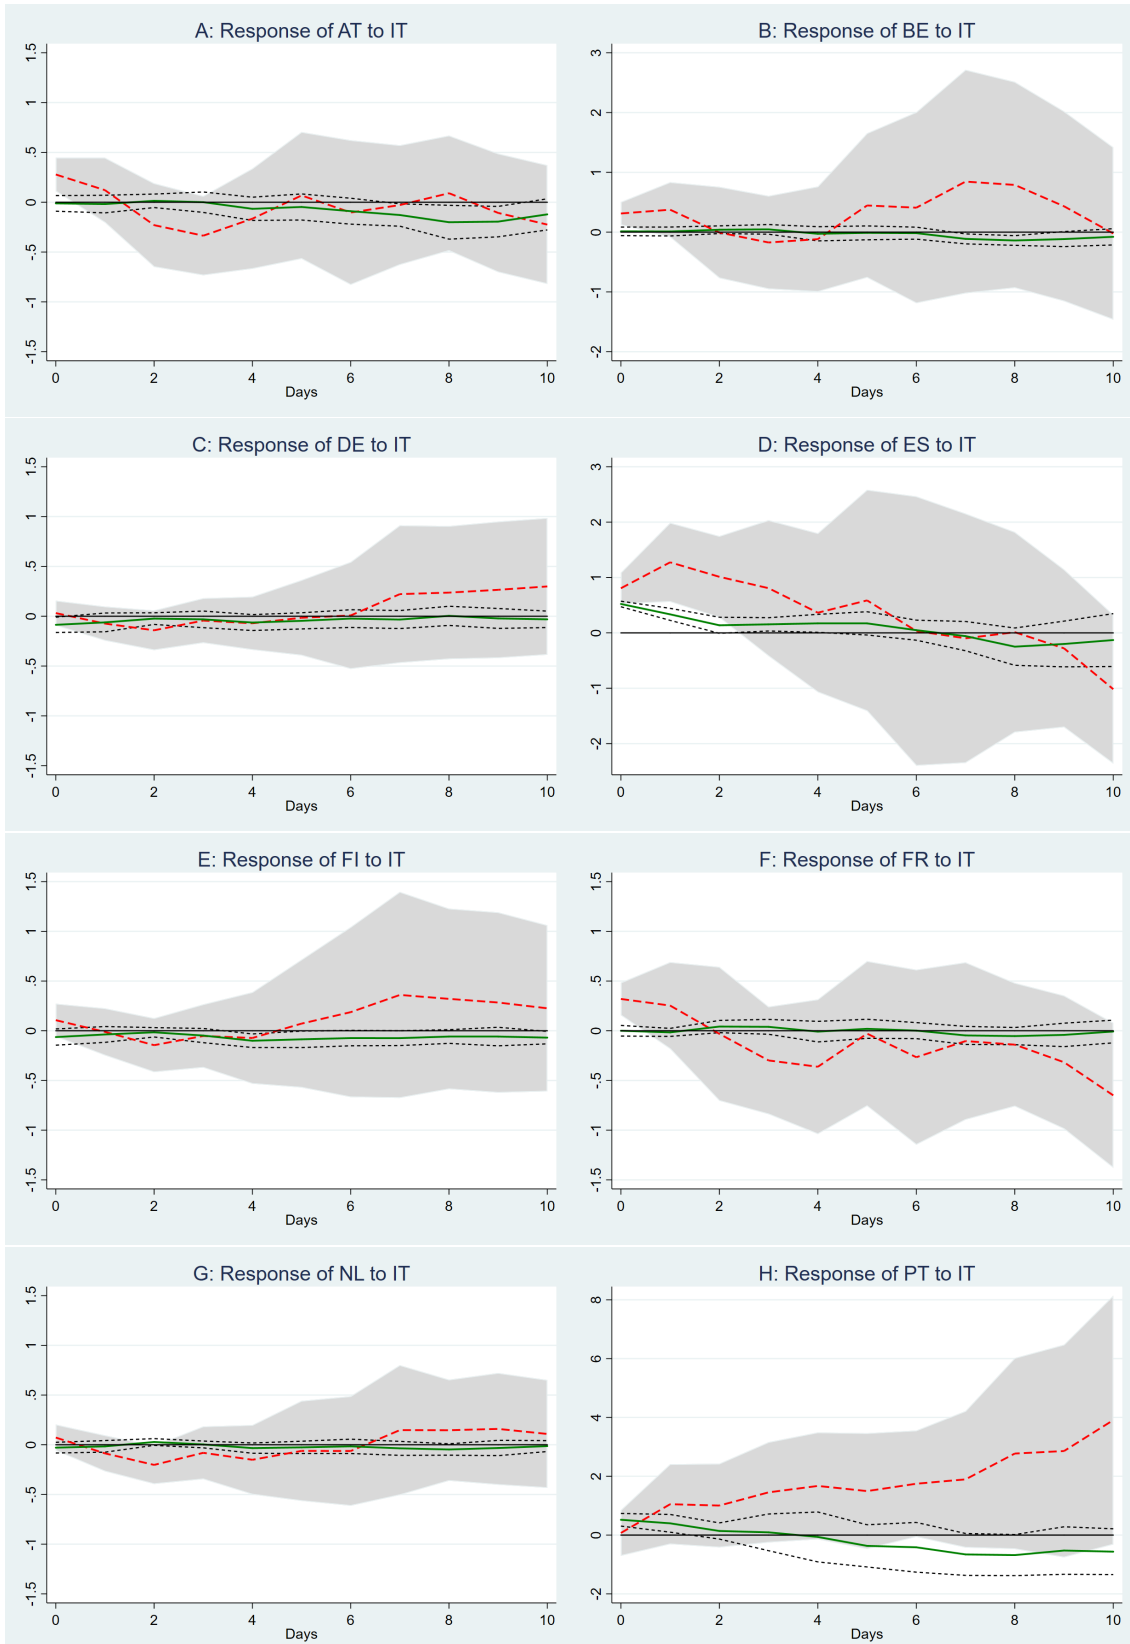 A: Response of AT to IT
1.5
1
.5
0
-.5
-1
-1.5
0 2 4 6 8 10
Days
B: Response of BE to IT
3
2
1
0
-1
-2
0 2 4 6 8 10
Days
C: Response of DE to IT
1.5
1
.5
0
-.5
-1
-1.5
0 2 4 6 8 10
Days
D: Response of ES to IT
3
2
1
0
-1
-2
0 2 4 6 8 10
Days
E: Response of FI to IT
1.5
1
.5
0
-.5
-1
-1.5
0 2 4 6 8 10
Days
F: Response of FR to IT
1.5
1
.5
0
-.5
-1
-1.5
0 2 4 6 8 10
Days
G: Response of NL to IT
1.5
1
.5
0
-.5
-1
-1.5
0 2 4 6 8 10
Days
H: Response of PT to IT
8
6
4
2
0
-2
0 2 4 6 8 10
Days